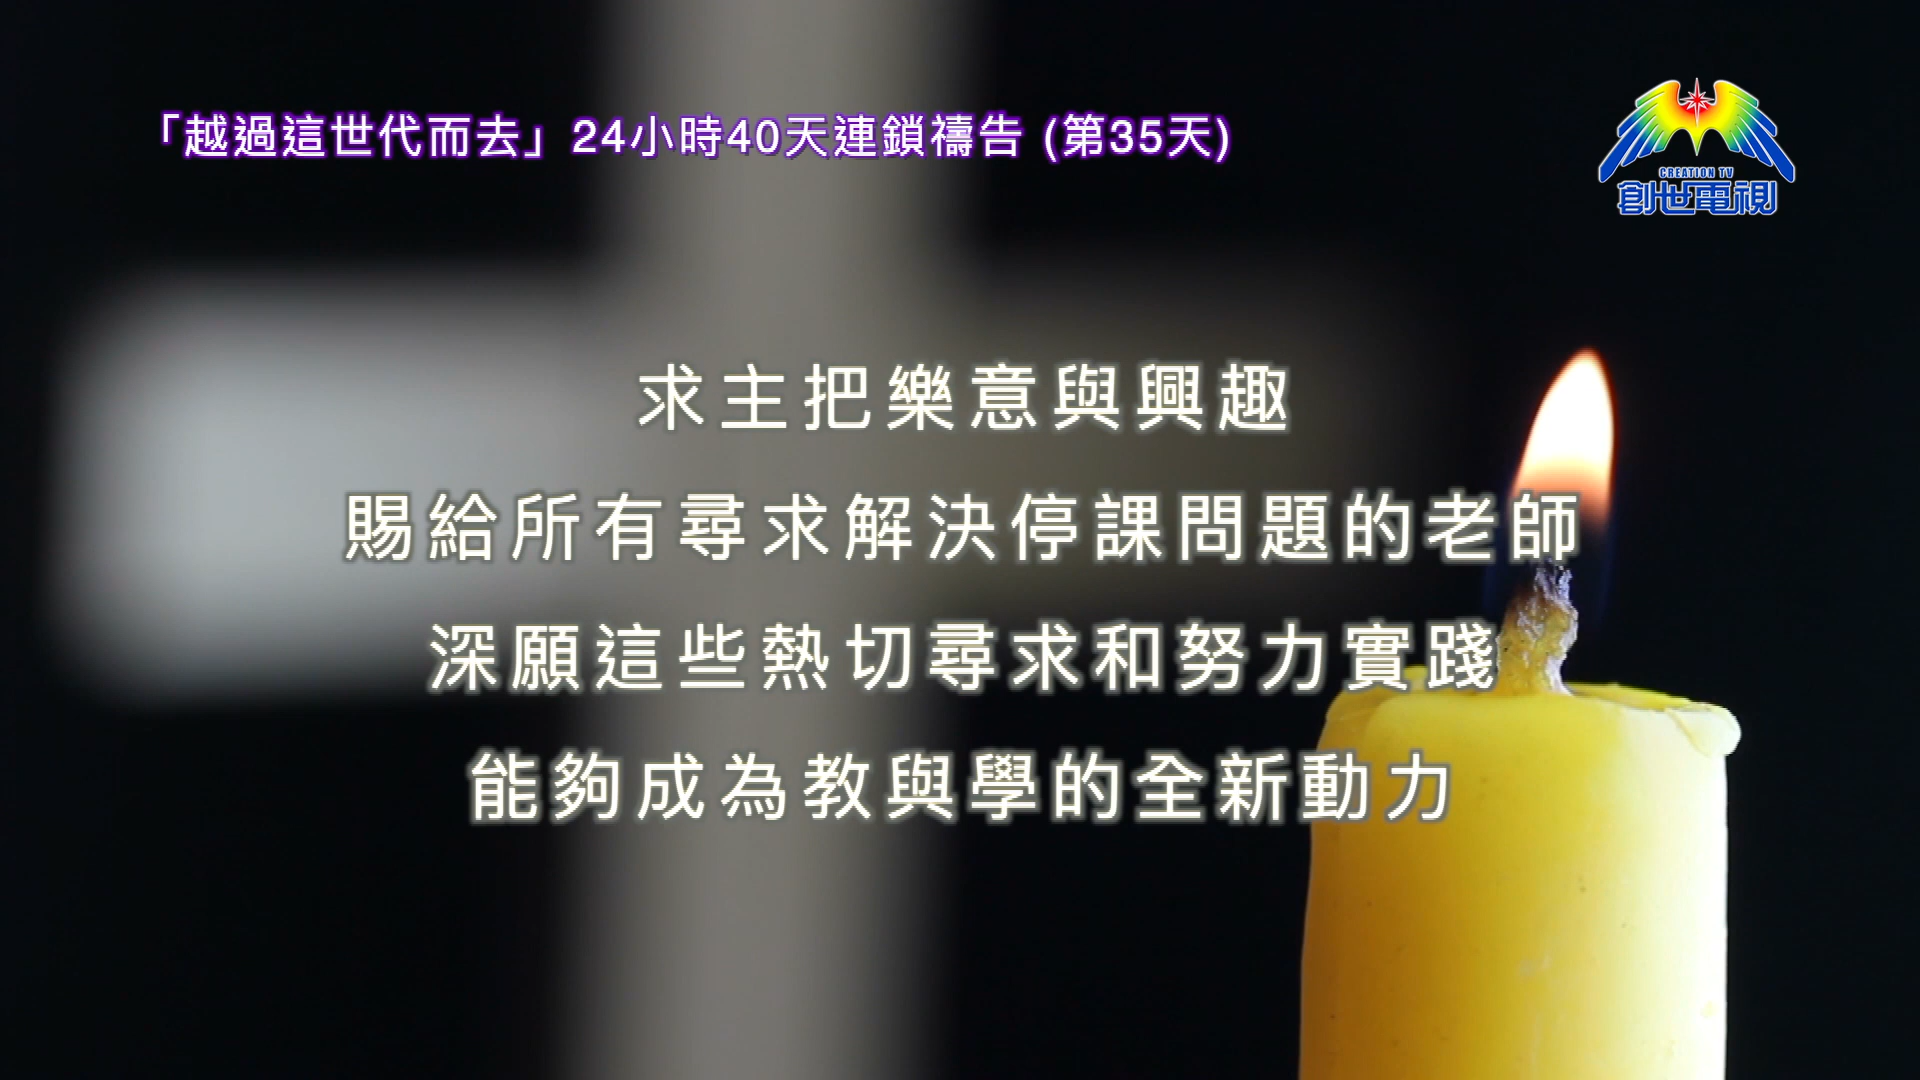 「越過這世代而去」24小時40天連鎖禱告 (第35天)
CREATION TV
創世電視
求主把樂意與興趣
賜給所有尋求解決停課問題的老師
深願這些熱切尋求和努力實踐
能夠成為教與學的全新動力